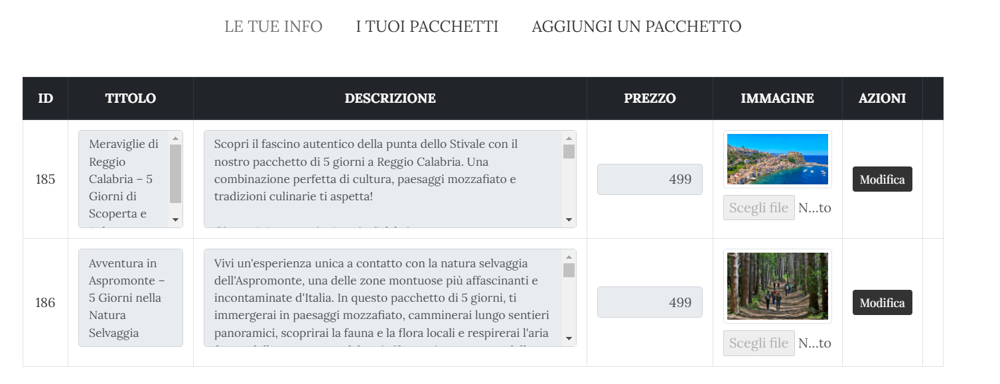 LE TUE INFO I TUOI PACCHETTI AGGIUNGI UN PACCHETTO
ID TITOLO DESCRIZIONE PREZZO IMMAGINE AZIONI
185
Meraviglie di
Reggio
Calabria – 5
Giorni di
Scoperta e
Scopri il fascino autentico della punta dello Stivale con il
nostro pacchetto di 5 giorni a Reggio Calabria. Una
combinazione perfetta di cultura, paesaggi mozzafiato e
tradizioni culinarie ti aspetta!
499
Scegli file N...to
Modifica
186
Avventura in
Aspromonte –
5 Giorni nella
Natura
Selvaggia
Vivi un'esperienza unica a contatto con la natura selvaggia
dell'Aspromonte, una delle zone montuose più affascinanti e
incontaminate d'Italia. In questo pacchetto di 5 giorni, ti
immergerai in paesaggi mozzafiato, camminerai lungo sentieri
panoramici, scoprirai la fauna e la flora locali e respirerai l'aria
499
Scegli file N...to
Modifica